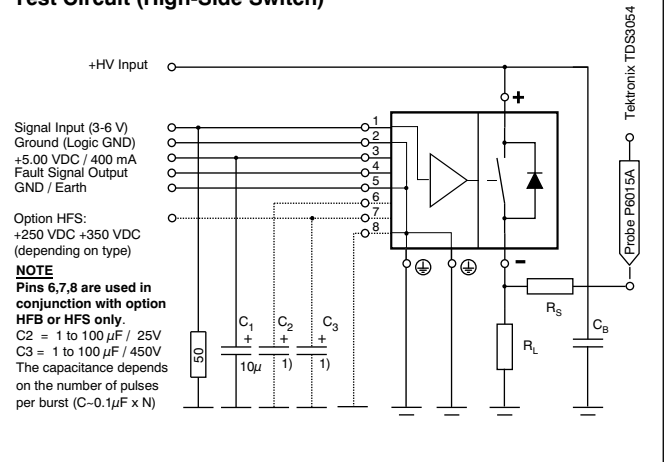 Test Circuit (High-Side Switch)
Tektronix TDS3054
+HV Input
+
Signal Input (3-6 V)
Ground (Logic GND)
+5.00 VDC / 400 mA
Fault Signal Output
GND / Earth
1
2
3
4
5
6
7
8
Probe P6015A
Option HFS:
+250 VDC +350 VDC
(depending on type)
NOTE
Pins 6,7,8 are used in
conjunction with option
HFB or HFS only.
C2 = 1 to 100 µF / 25V
C3 = 1 to 100 µF / 450V
The capacitance depends
on the number of pulses
per burst (C~0.1µF x N)
-
RS
50
C1
+
10µ
C2
+
1)
C3
+
1)
RL
CB